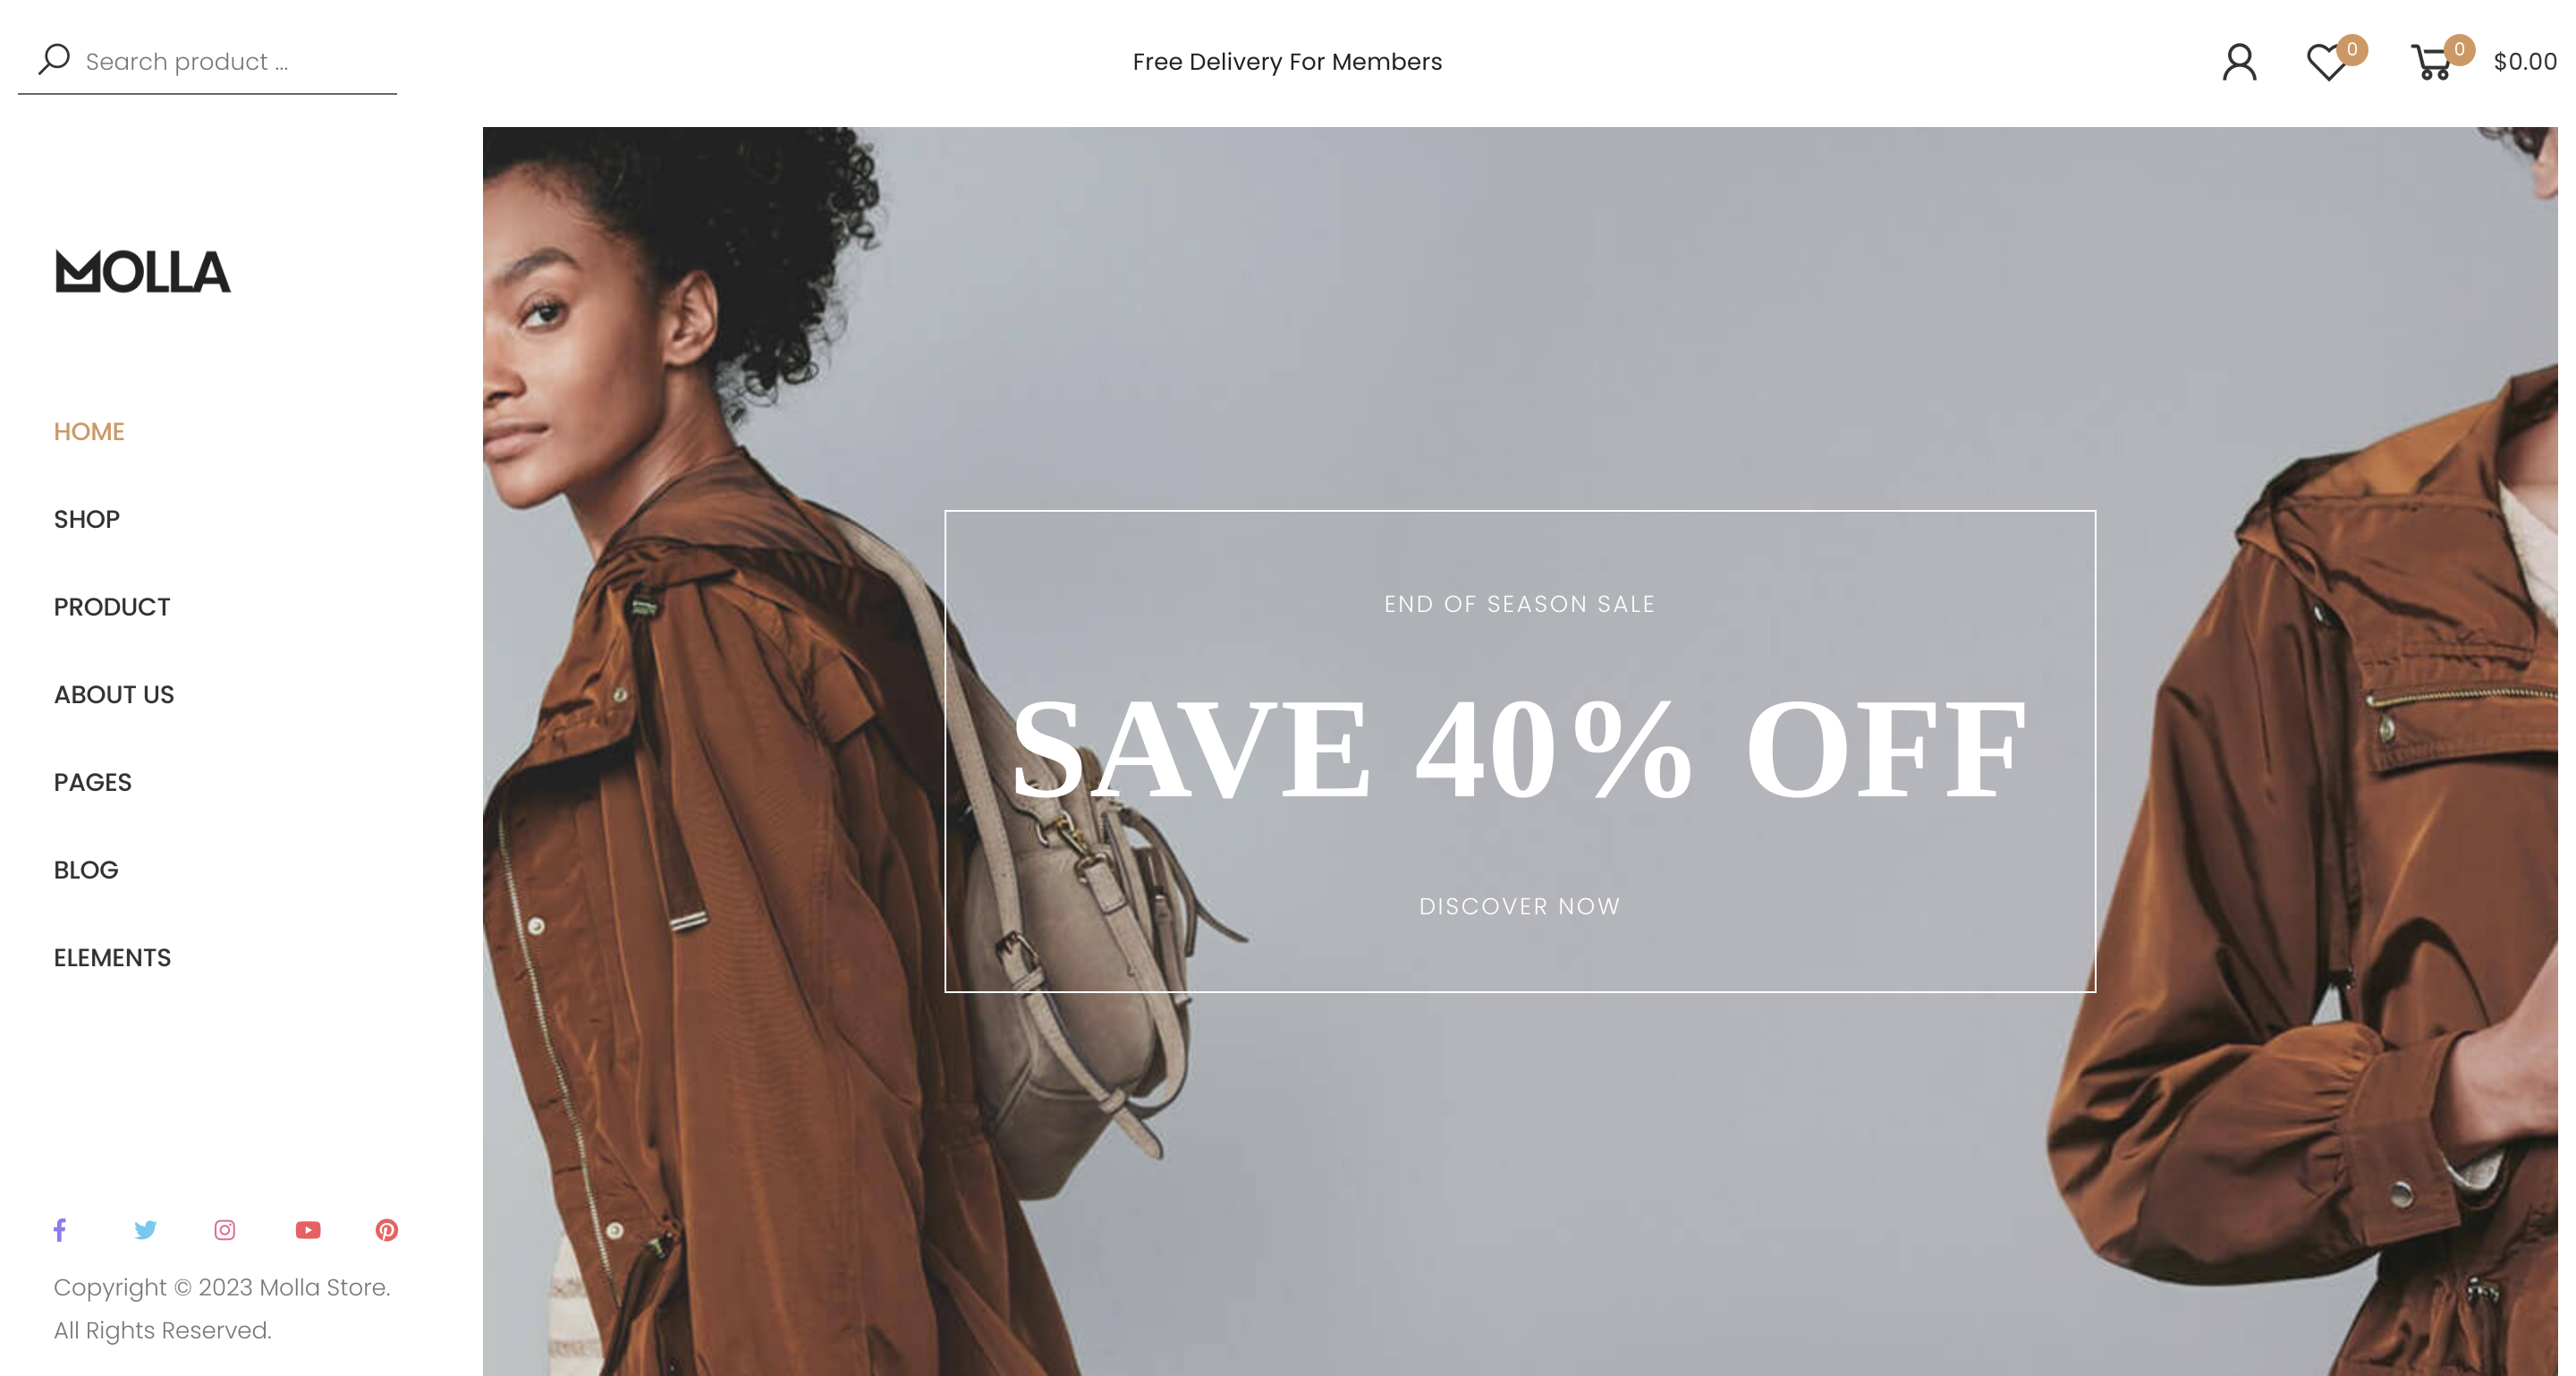 Search product ...
Free Delivery For Members
0
0
$0.00
MOLLA
HOME
SHOP
PRODUCT
ABOUT US
PAGES
BLOG
ELEMENTS
END OF SEASON SALE
SAVE 40% OFF
DISCOVER NOW
Copyright © 2023 Molla Store.
All Rights Reserved.